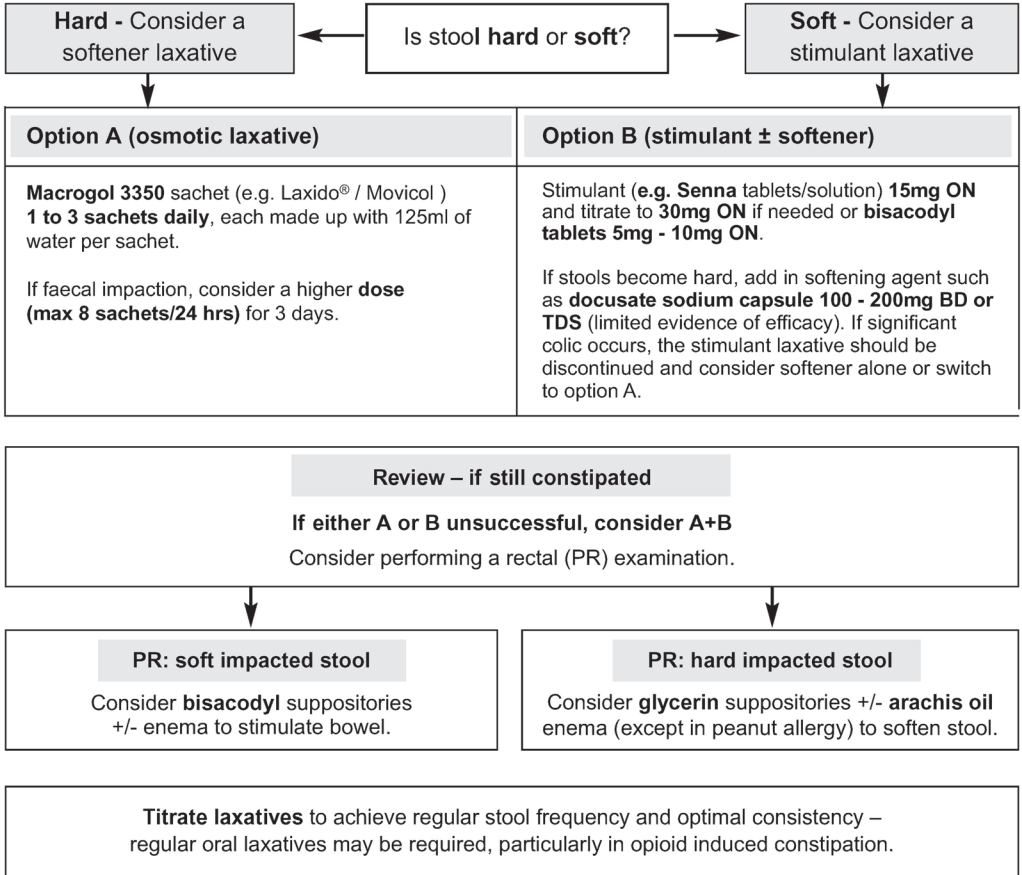 Hard - Consider a
softener laxative
Is stool hard or soft?
Soft - Consider a
stimulant laxative
Option A (osmotic laxative)
Macrogol 3350 sachet (e.g. Laxido® / Movicol )
1 to 3 sachets daily, each made up with 125ml of
water per sachet.
If faecal impaction, consider a higher dose
(max 8 sachets/24 hrs) for 3 days.
Option B (stimulant ± softener)
Stimulant (e.g. Senna tablets/solution) 15mg ON
and titrate to 30mg ON if needed or bisacodyl
tablets 5mg - 10mg ON.
If stools become hard, add in softening agent such
as docusate sodium capsule 100 - 200mg BD or
TDS (limited evidence of efficacy). If significant
colic occurs, the stimulant laxative should be
discontinued and consider softener alone or switch
to option A.
Review – if still constipated
If either A or B unsuccessful, consider A+B
Consider performing a rectal (PR) examination.
PR: soft impacted stool
Consider bisacodyl suppositories
+/- enema to stimulate bowel.
PR: hard impacted stool
Consider glycerin suppositories +/- arachis oil
enema (except in peanut allergy) to soften stool.
Titrate laxatives to achieve regular stool frequency and optimal consistency –
regular oral laxatives may be required, particularly in opioid induced constipation.